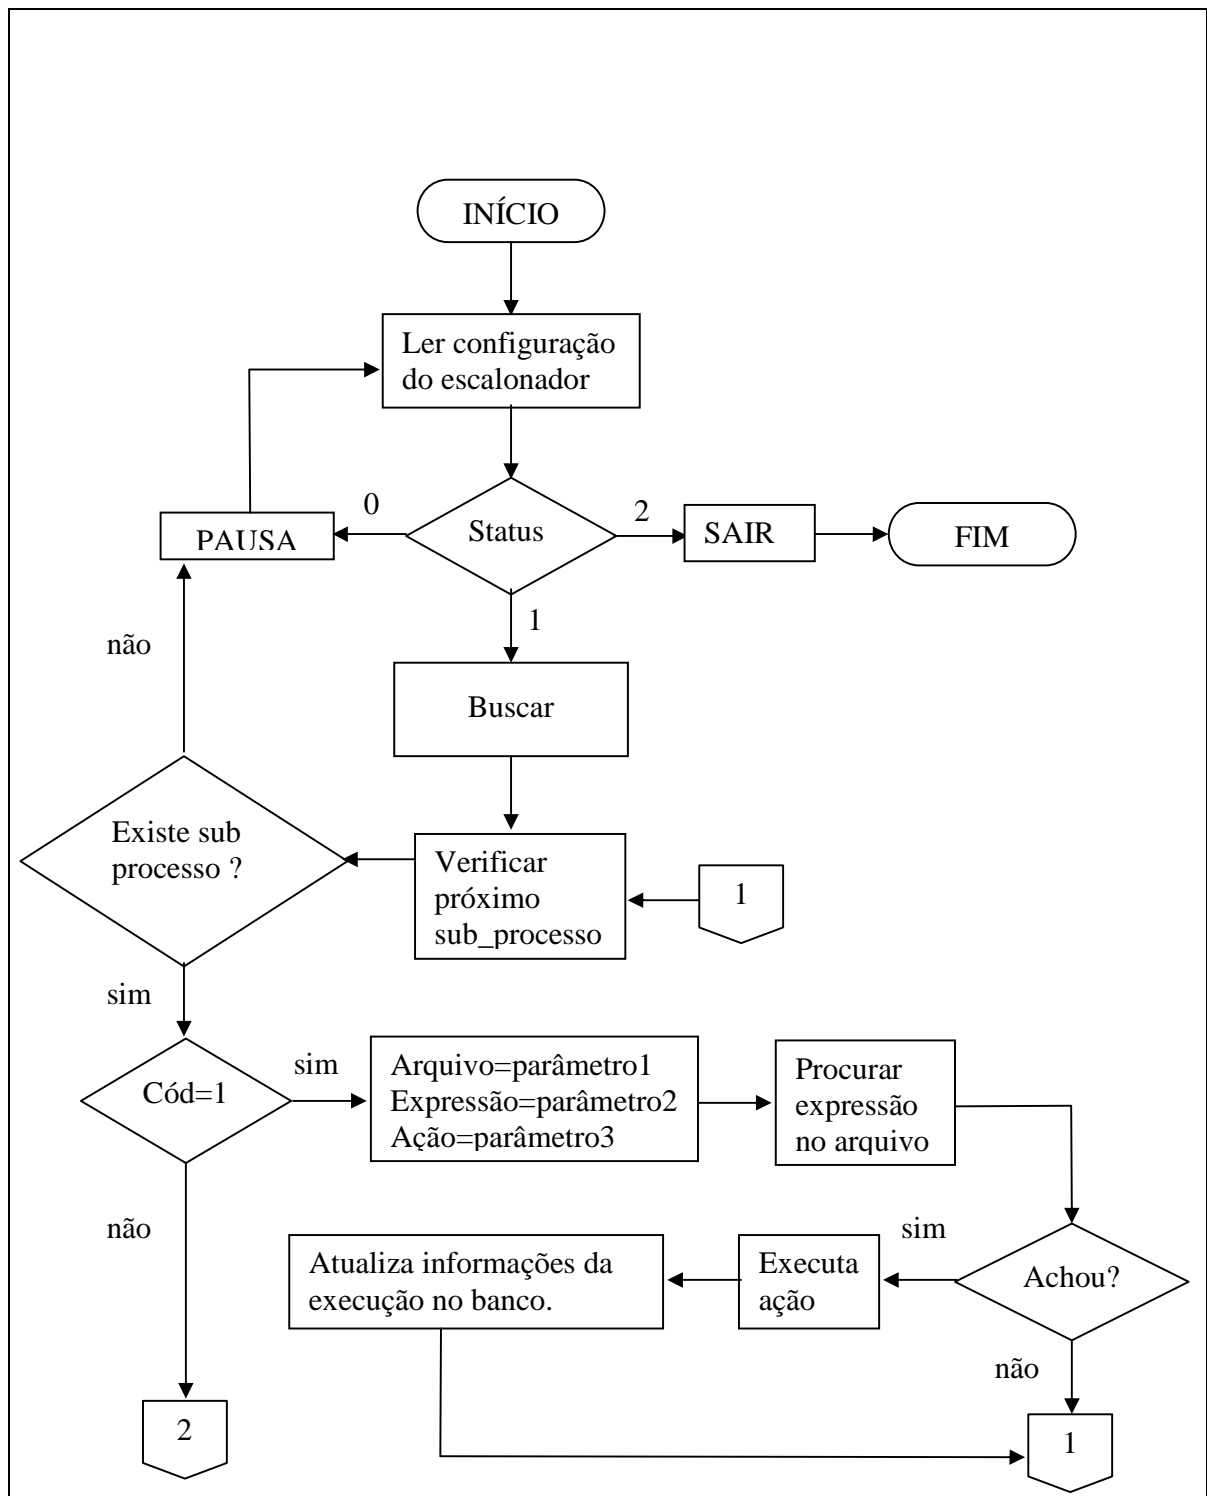 INÍCIO
Ler configuração
do escalonador
0
Status
2
PAUSA
SAIR
FIM
1
não
Buscar
Existe sub
processo ?
Verificar
próximo
sub_processo
1
sim
Cód=1
sim
Arquivo=parâmetro1
Expressão=parâmetro2
Ação=parâmetro3
Procurar
expressão
no arquivo
não
Atualiza informações da
execução no banco.
Executa
ação
sim
Achou?
não
2
1